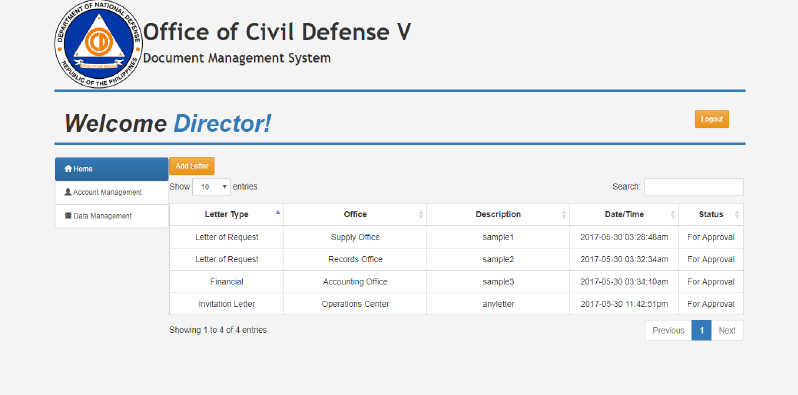 DEPARTMENT OF NATIONAL DEFENSE
REPUBLIC OF THE PHILIPPINES
Office of Civil Defense V
Document Management System
Welcome Director!
Logout
Home
Account Management
Data Management
Add Letter
Show 10 entries
Search:
Letter Type Office Description Date/Time Status
Letter of Request Supply Office sample1 2017-05-30 03:28:48am For Approval
Letter of Request Records Office sample2 2017-05-30 03:32:34am For Approval
Financial Accounting Office sample3 2017-05-30 03:34:10am For Approval
Invitation Letter Operations Center anyletter 2017-05-30 11:42:51pm For Approval
Showing 1 to 4 of 4 entries
Previous 1 Next